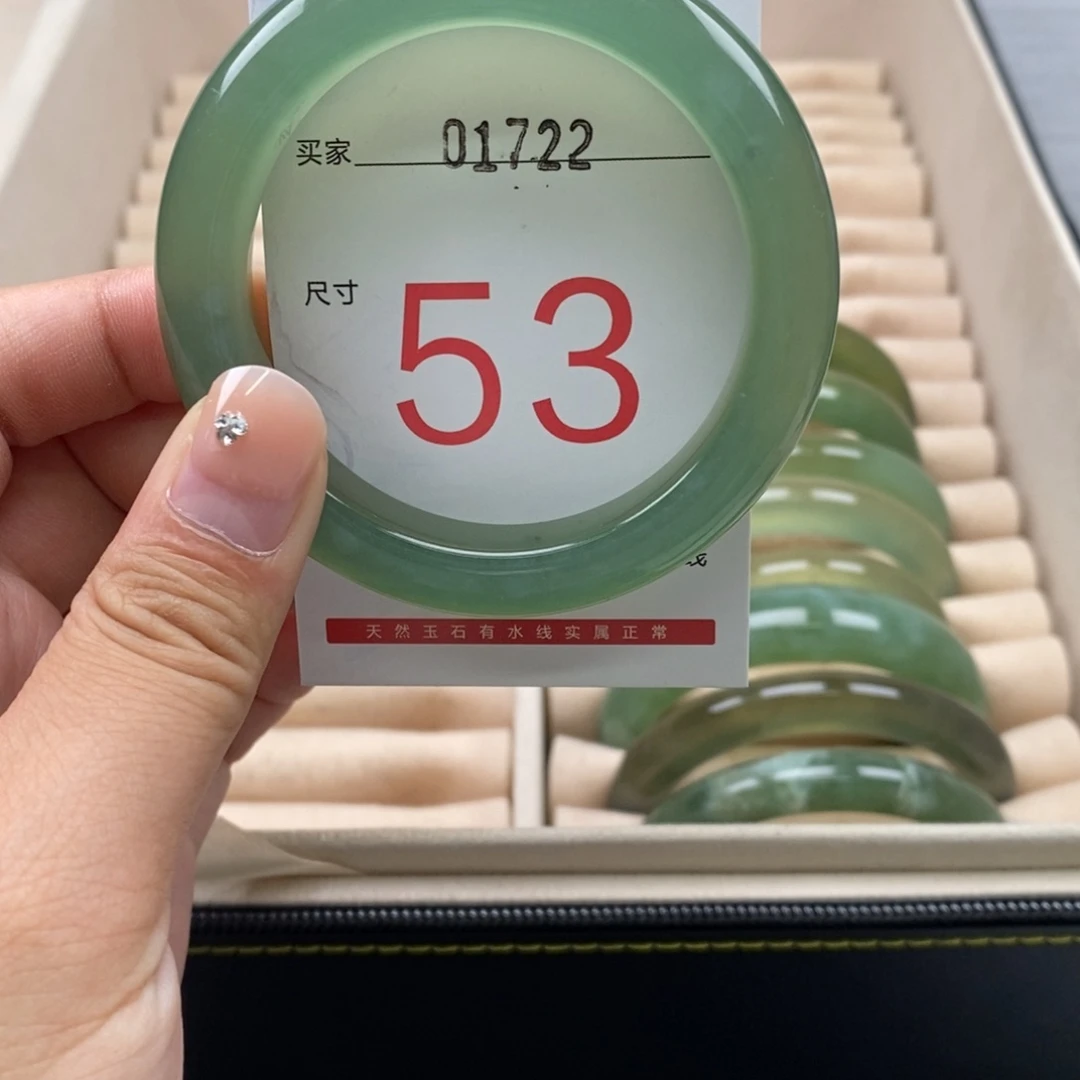 买家 01722
尺寸 53
天然玉石有水线实属正常